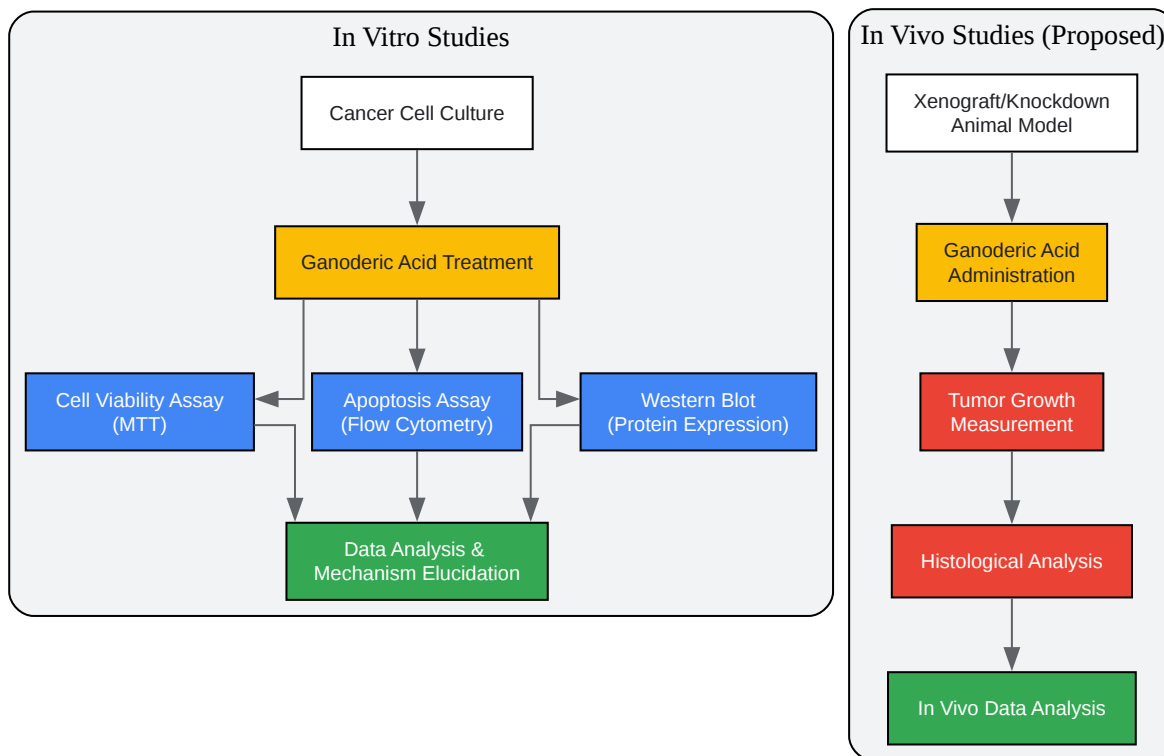 In Vitro Studies
Cancer Cell Culture
Ganoderic Acid Treatment
Cell Viability Assay
(MTT)
Apoptosis Assay
(Flow Cytometry)
Western Blot
(Protein Expression)
Data Analysis &
Mechanism Elucidation
In Vivo Studies (Proposed)
Xenograft/Knockdown
Animal Model
Ganoderic Acid
Administration
Tumor Growth
Measurement
Histological Analysis
In Vivo Data Analysis